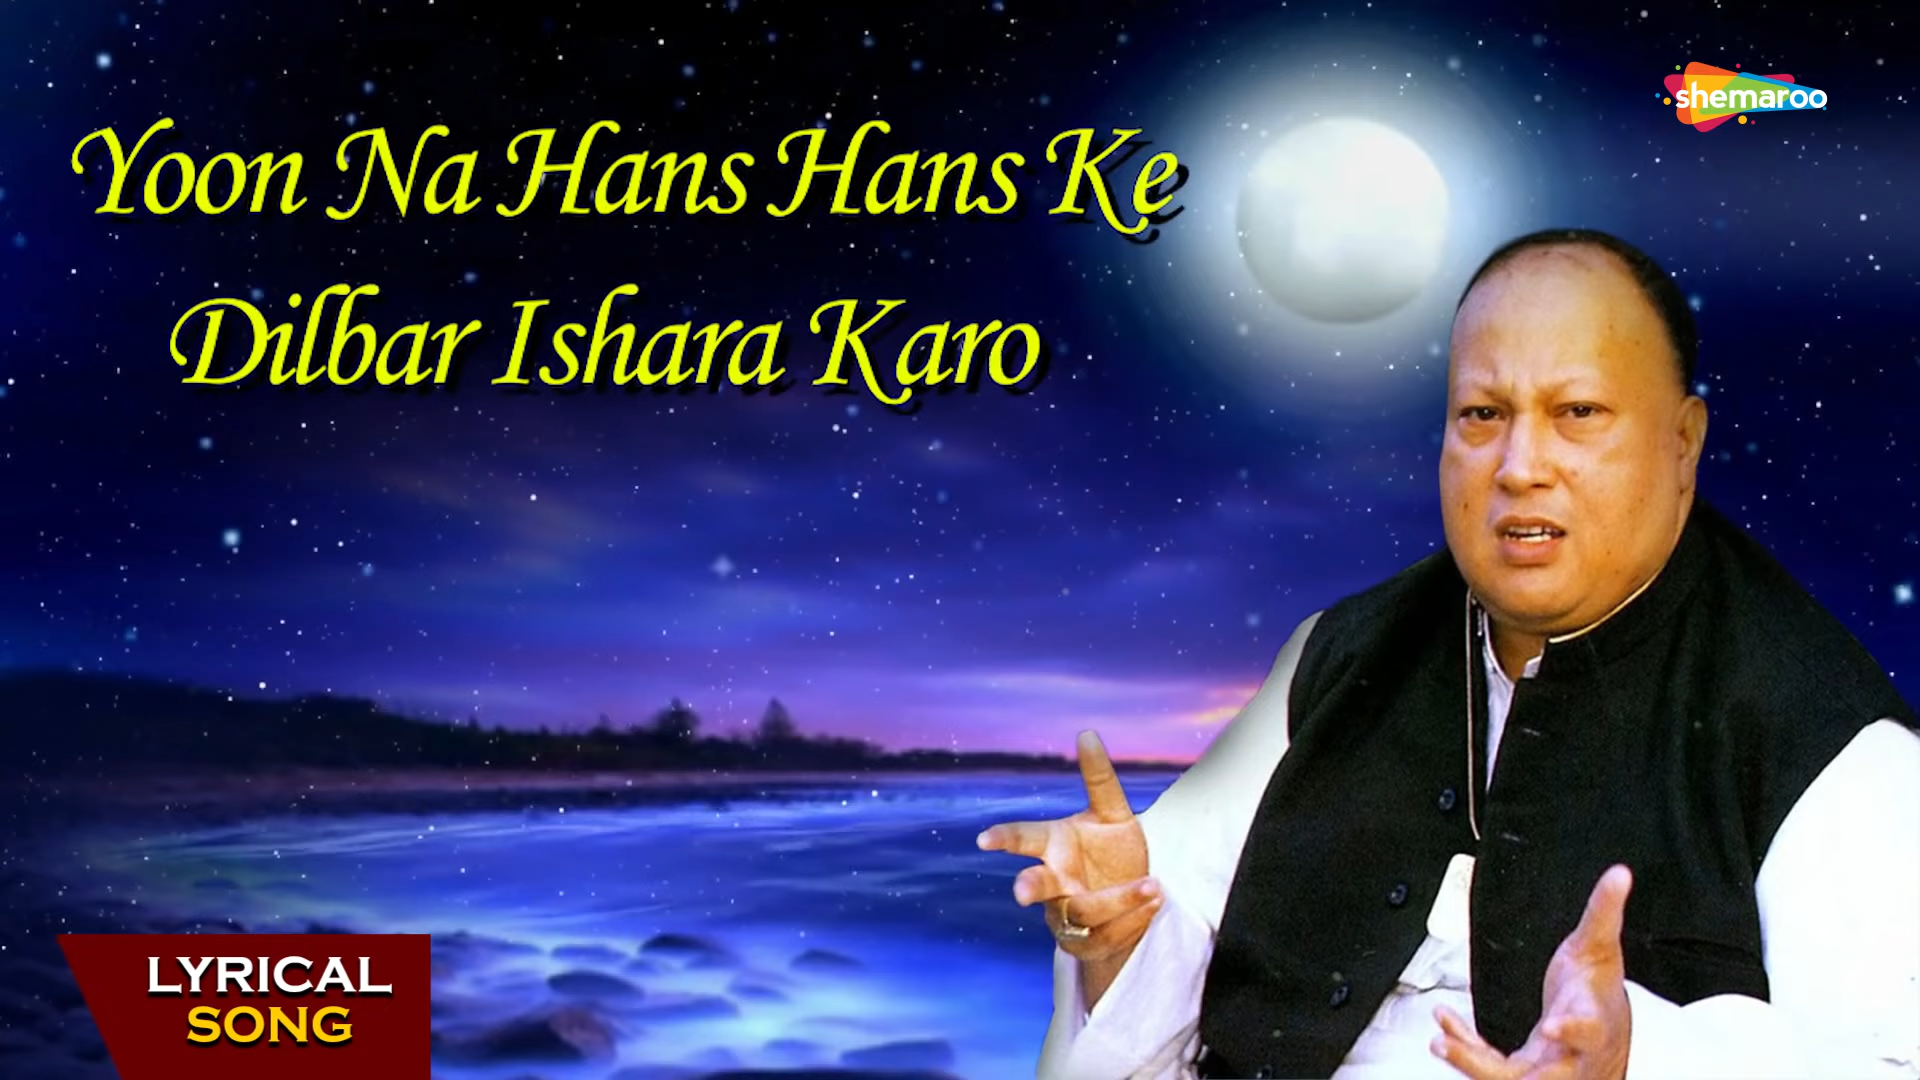 shemaroo
Yoon Na Hans Hans Ke
Dilbar Ishara Karo
LYRICAL
SONG